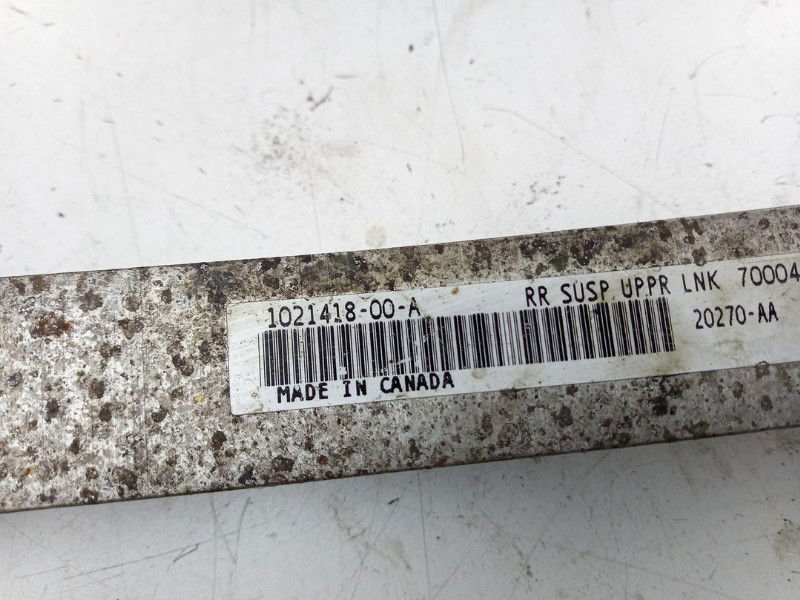 1021418-00-A RR SUSP UPPR LNK 70004
20270-AA
MADE IN CANADA